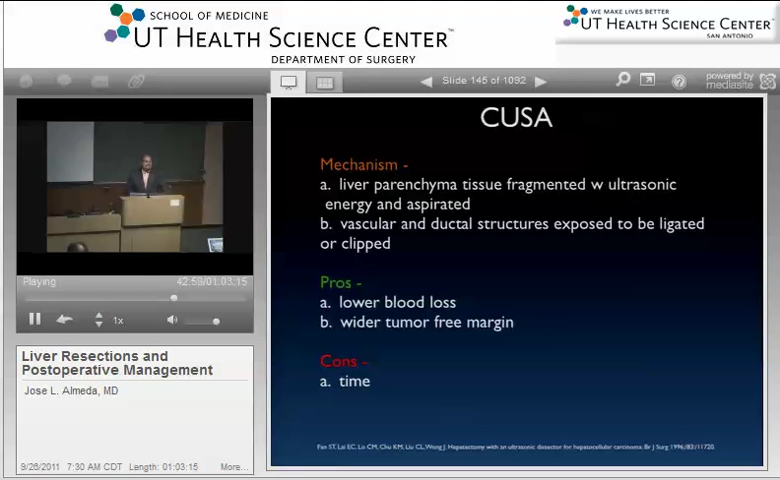 SCHOOL OF MEDICINE
UT HEALTH SCIENCE CENTER™
DEPARTMENT OF SURGERY
WE MAKE LIVES BETTER
UT HEALTH SCIENCE CENTER
SAN ANTONIO
Slide 145 of 1092
powered by
mediasite
CUSA
Mechanism -
a. liver parenchyma tissue fragmented w ultrasonic
energy and aspirated
b. vascular and ductal structures exposed to be ligated
or clipped
Pros -
a. lower blood loss
b. wider tumor free margin
Cons -
a. time
Fan ST, Lai EC, Lo CM, Chu KM, Liu CL, Wong J. Hepatectomy with an ultrasonic dissector for hepatocellular carcinoma. Br J Surg 1996;83:11720.
Playing
42:59/01:03:15
1x
Liver Resections and
Postoperative Management
Jose L. Almeda, MD
9/26/2011 7:30 AM CDT Length: 01:03:15 More...